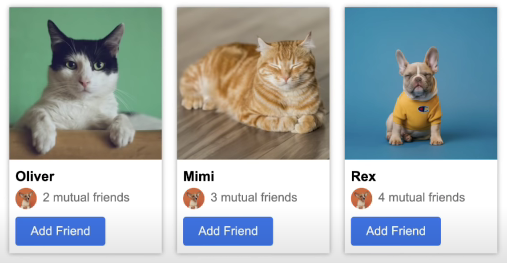 Oliver
2 mutual friends
Add Friend
Mimi
3 mutual friends
Add Friend
Rex
4 mutual friends
Add Friend